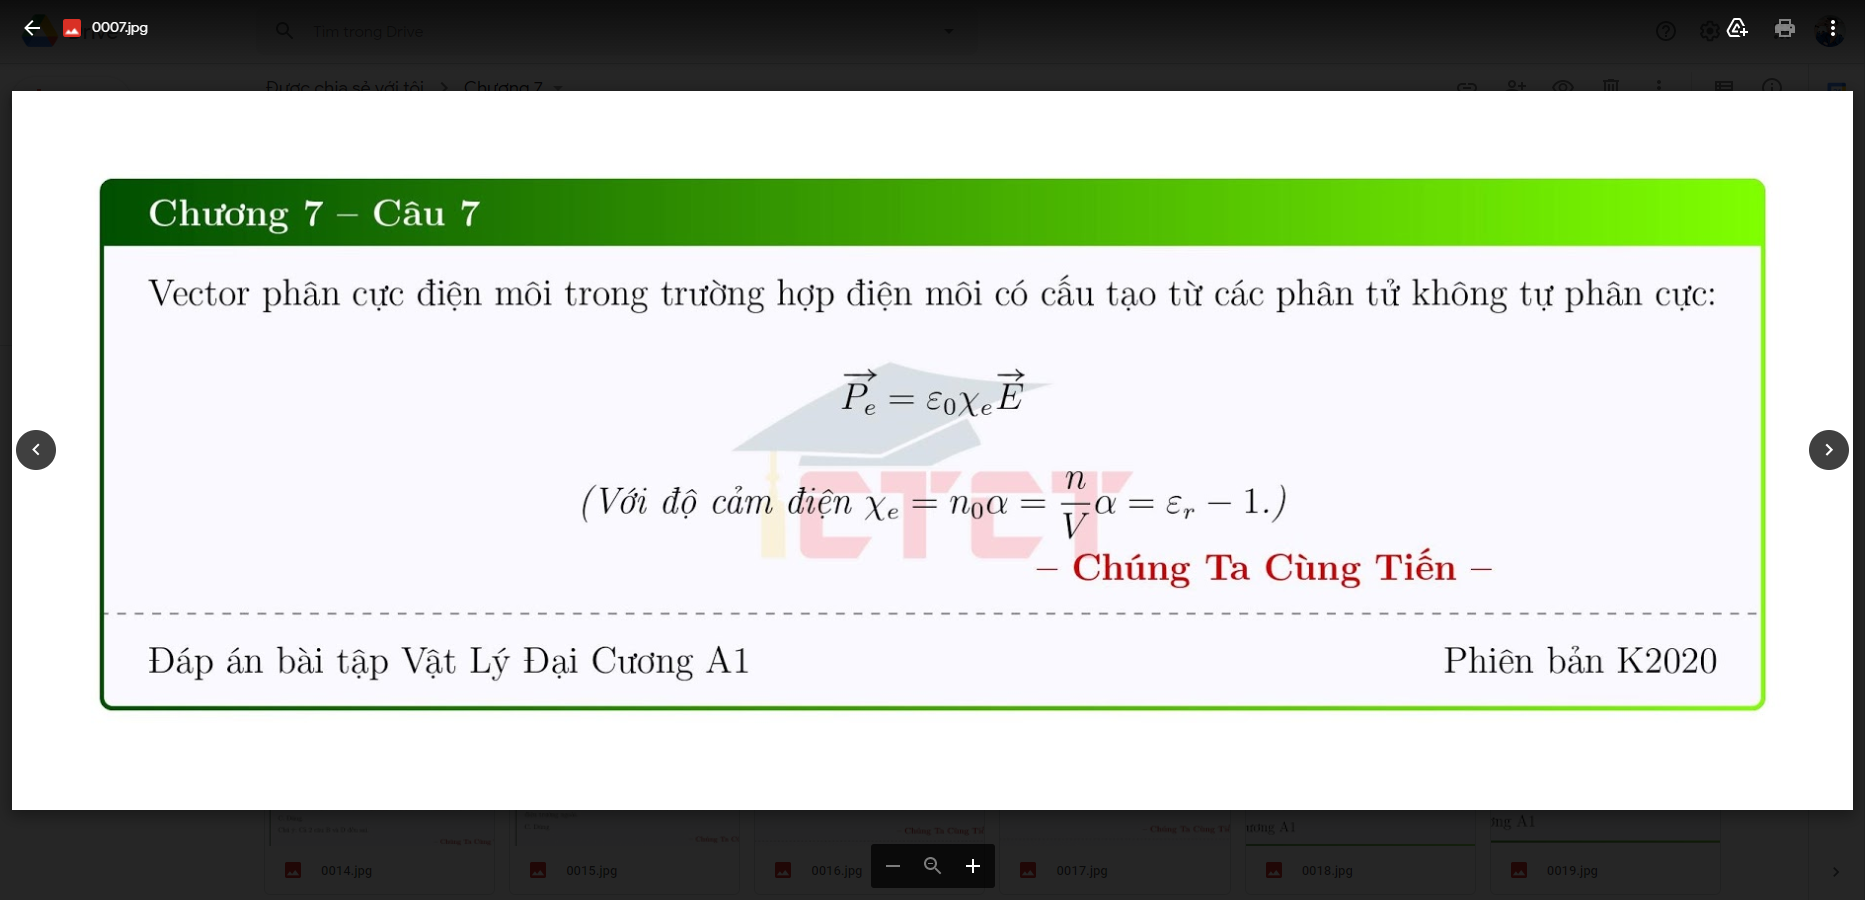 0007.jpg
Tìm trong Drive
Được chia sẻ với tôi > Chương 7
Chương 7 – Câu 7
Vector phân cực điện môi trong trường hợp điện môi có cấu tạo từ các phân tử không tự phân cực:
$\overrightarrow{P_e} = \varepsilon_0 \chi_e \overrightarrow{E}$
(Với độ cảm điện $\chi_e = n_0 \alpha = \frac{n}{V} \alpha = \varepsilon_r - 1$.)
CTCT
– Chúng Ta Cùng Tiến –
Đáp án bài tập Vật Lý Đại Cương A1 Phiên bản K2020
0014.jpg 0015.jpg 0016.jpg 0017.jpg 0018.jpg 0019.jpg